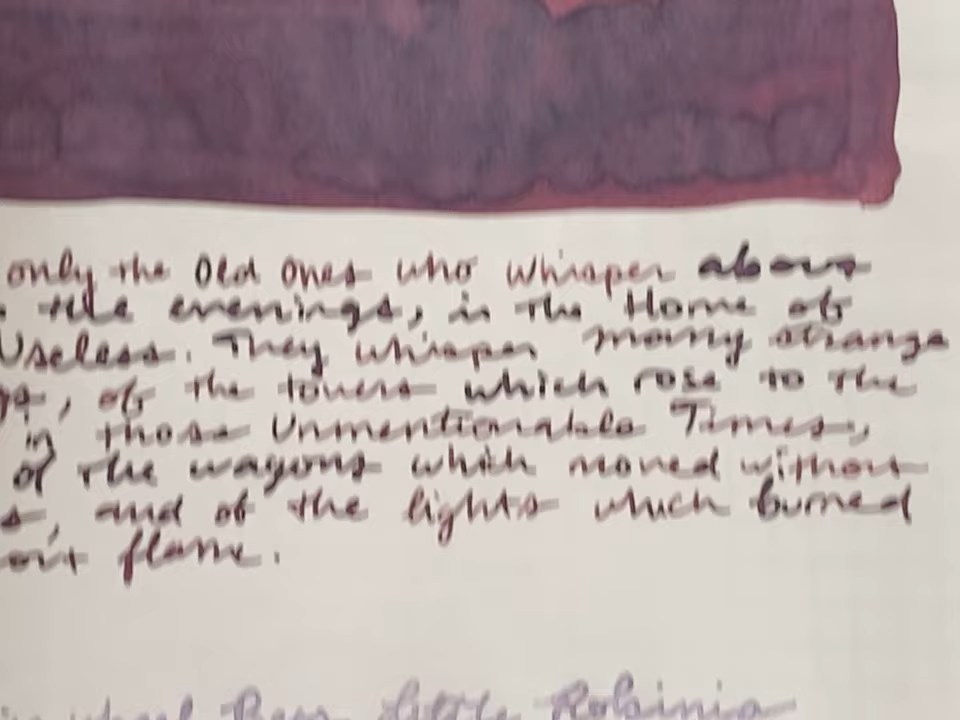 only the Old Ones who whisper about
the evenings, in the Home of
Useless. They whisper many strange
, of the towers which rose to the
in those Unmentionable Times,
of the wagons which moved without
, and of the lights which burned
flame.
little Robinia